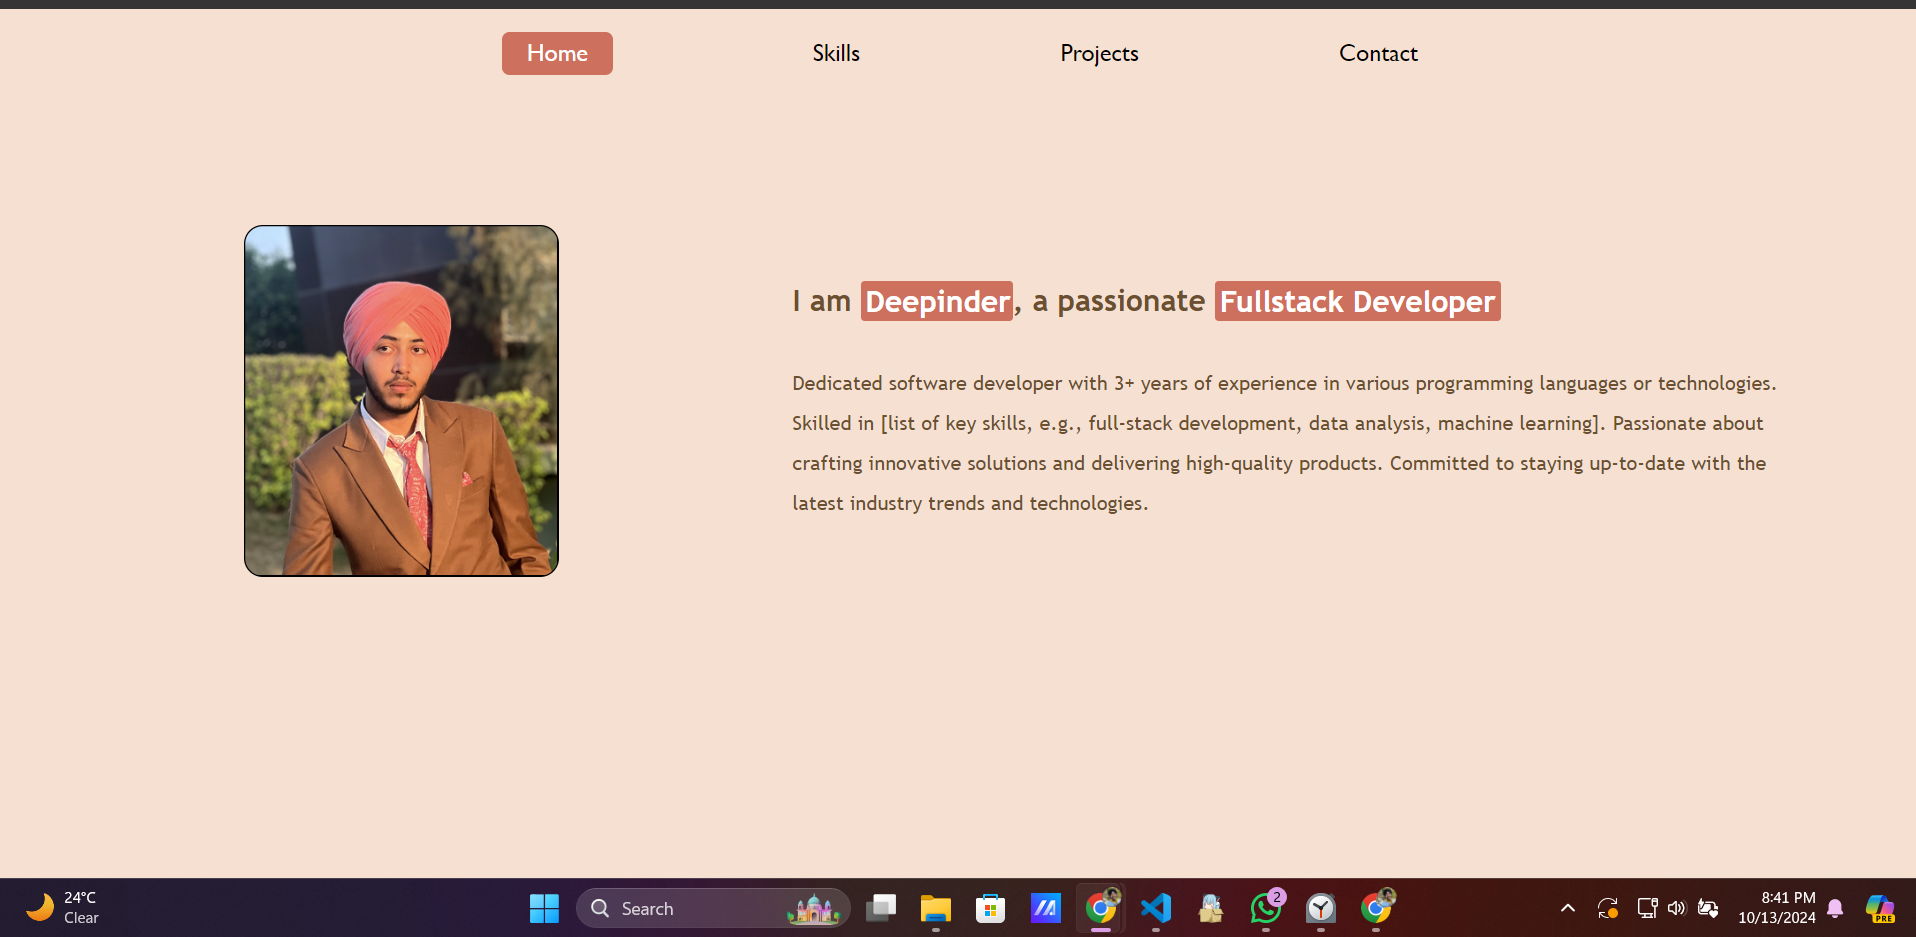 Home Skills Projects Contact
I am Deepinder, a passionate Fullstack Developer
Dedicated software developer with 3+ years of experience in various programming languages or technologies.
Skilled in [list of key skills, e.g., full-stack development, data analysis, machine learning]. Passionate about
crafting innovative solutions and delivering high-quality products. Committed to staying up-to-date with the
latest industry trends and technologies.
24°C
Clear
Search
2
8:41 PM
10/13/2024
PRE